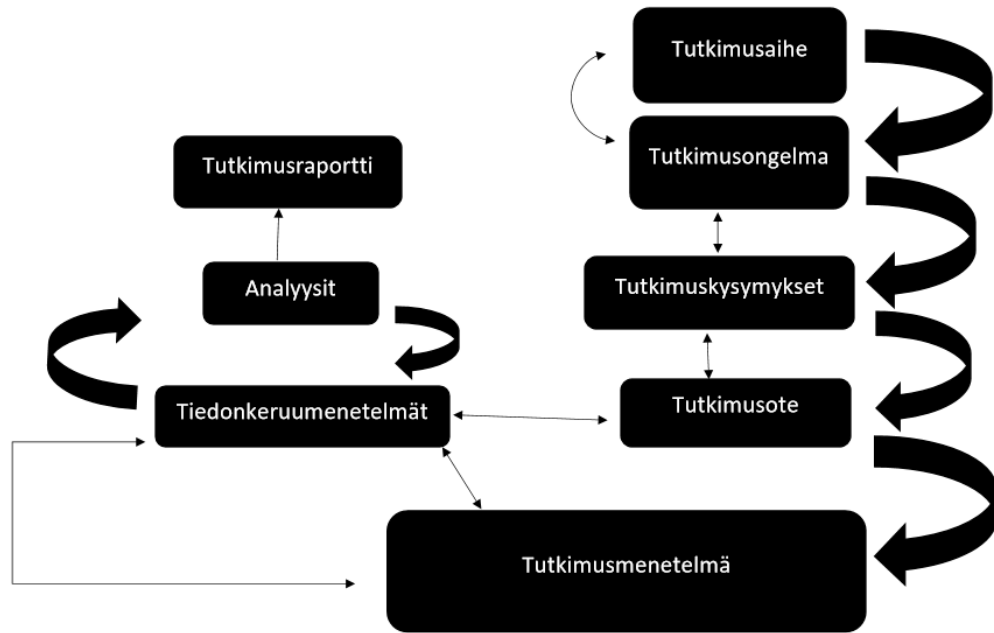 Tutkimusaihe
Tutkimusongelma
Tutkimusraportti
Analyysit
Tutkimuskysymykset
Tiedonkeruumenetelmät
Tutkimusote
Tutkimusmenetelmä